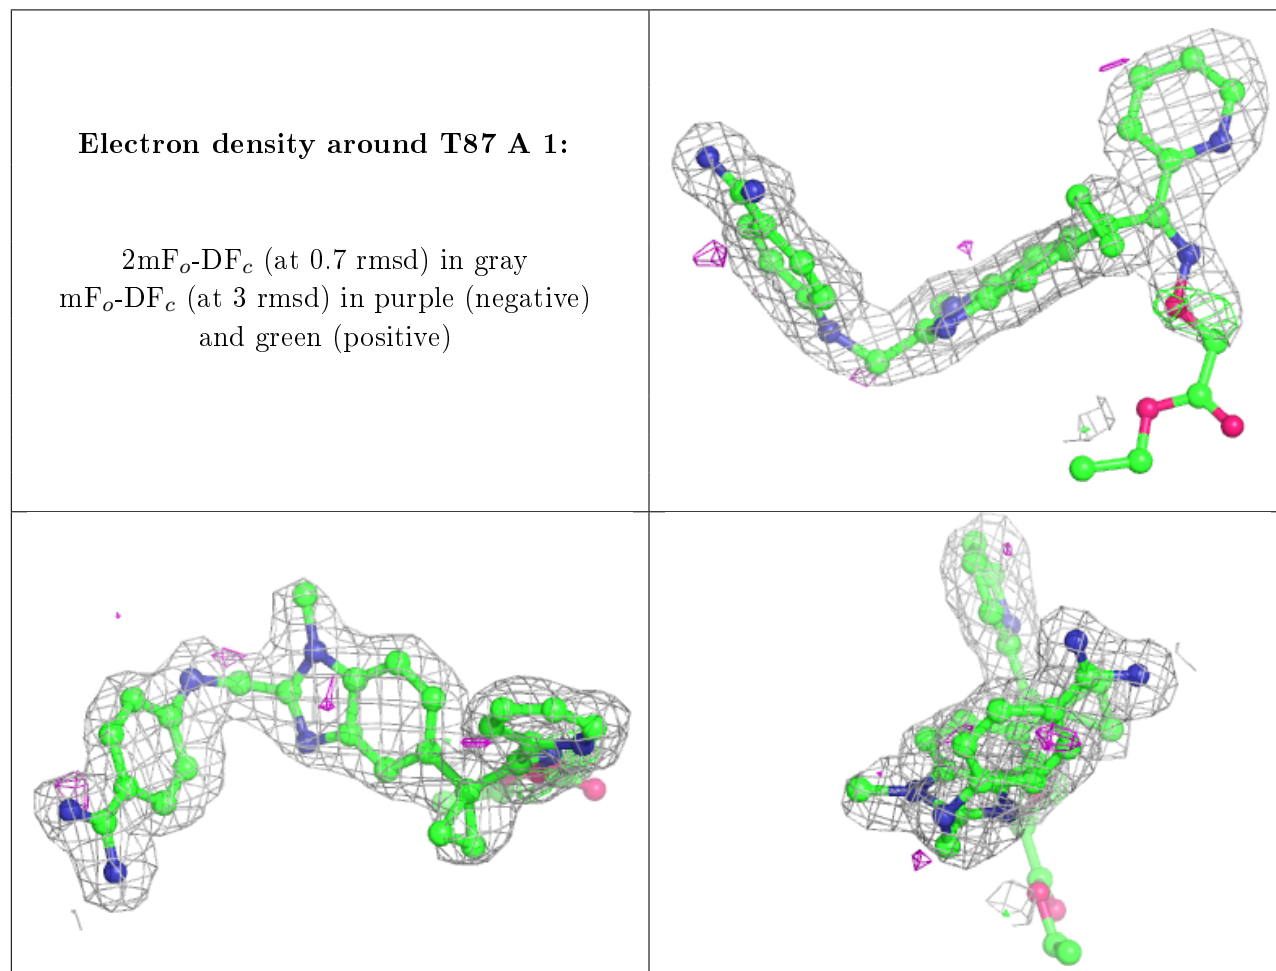 Electron density around T87 A 1:
2mFo-DFc (at 0.7 rmsd) in gray
mFo-DFc (at 3 rmsd) in purple (negative)
and green (positive)